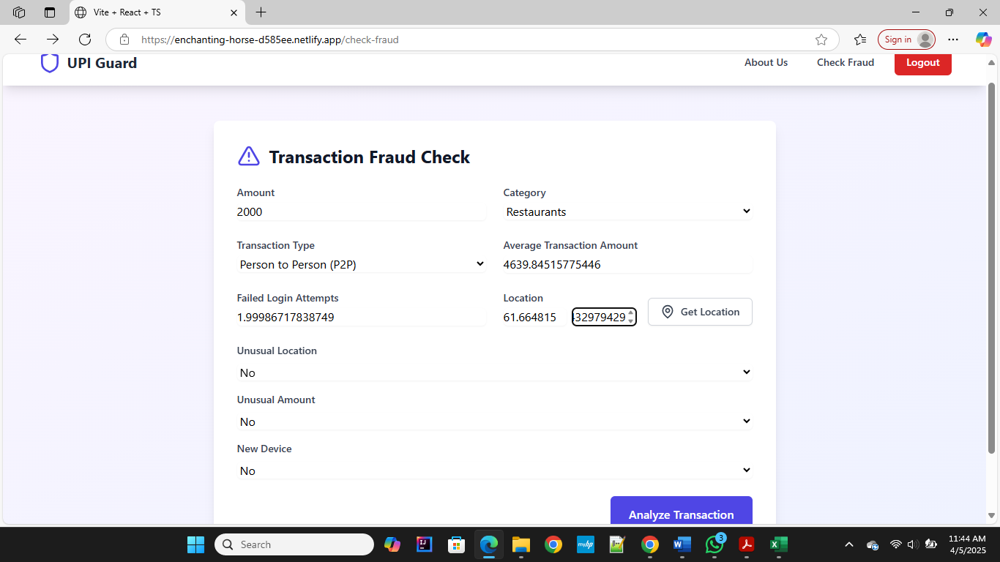 Vite + React + TS
https://enchanting-horse-d585ee.netlify.app/check-fraud
Sign in
UPI Guard
About Us
Check Fraud
Logout
Transaction Fraud Check
Amount
Category
2000
Restaurants
Transaction Type
Average Transaction Amount
Person to Person (P2P)
4639.84515775446
Failed Login Attempts
Location
1.99986717838749
61.664815
32979429
Get Location
Unusual Location
No
Unusual Amount
No
New Device
No
Analyze Transaction
Search
IJ
myhp
3
11:44 AM
4/5/2025